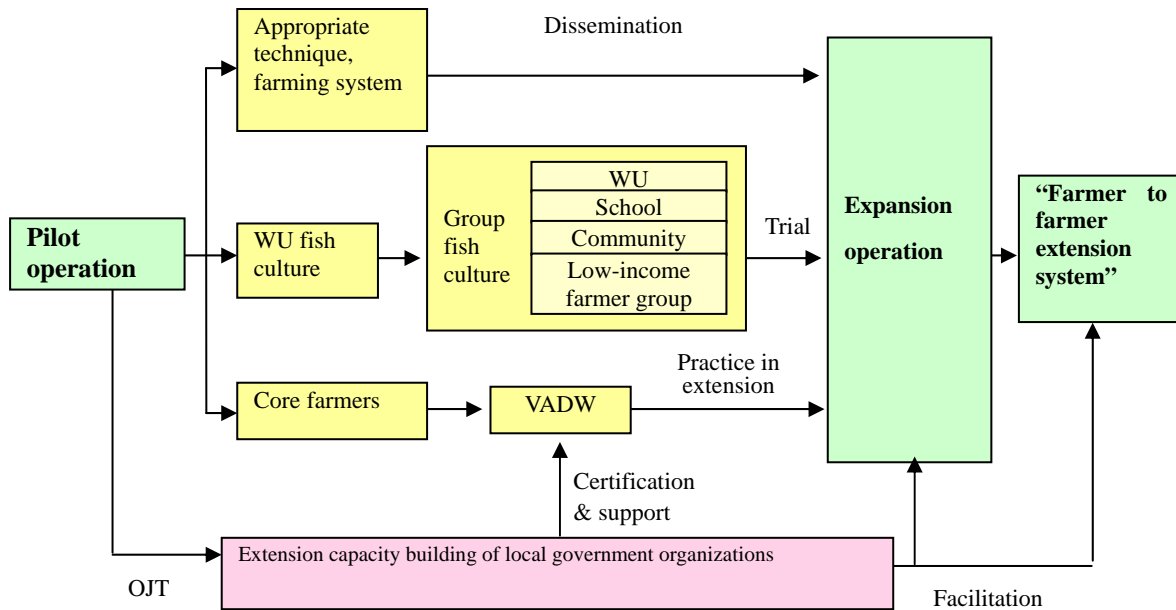 Appropriate
technique,
farming system
Dissemination
Pilot
operation
WU fish
culture
Group
fish
culture
WU
School
Community
Low-income
farmer group
Trial
Expansion
operation
“Farmer to
farmer
extension
system”
Core farmers
VADW
Practice in
extension
Certification
& support
Extension capacity building of local government organizations
OJT
Facilitation